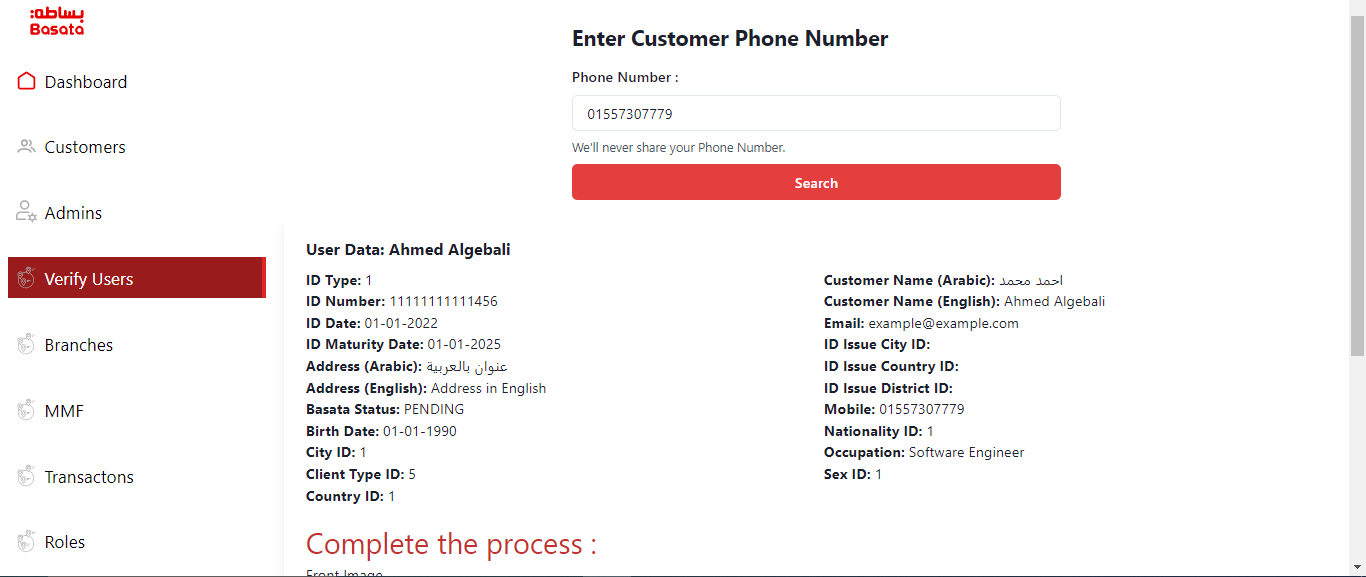 بساطه:
Basata
Dashboard
Customers
Admins
Verify Users
Branches
MMF
Transactons
Roles
Enter Customer Phone Number
Phone Number :
01557307779
We'll never share your Phone Number.
Search
User Data: Ahmed Algebali
ID Type: 1
ID Number: 11111111111456
ID Date: 01-01-2022
ID Maturity Date: 01-01-2025
Address (Arabic): عنوان بالعربية
Address (English): Address in English
Basata Status: PENDING
Birth Date: 01-01-1990
City ID: 1
Client Type ID: 5
Country ID: 1
Customer Name (Arabic): احمد محمد
Customer Name (English): Ahmed Algebali
Email: example@example.com
ID Issue City ID:
ID Issue Country ID:
ID Issue District ID:
Mobile: 01557307779
Nationality ID: 1
Occupation: Software Engineer
Sex ID: 1
Complete the process :
Front Image